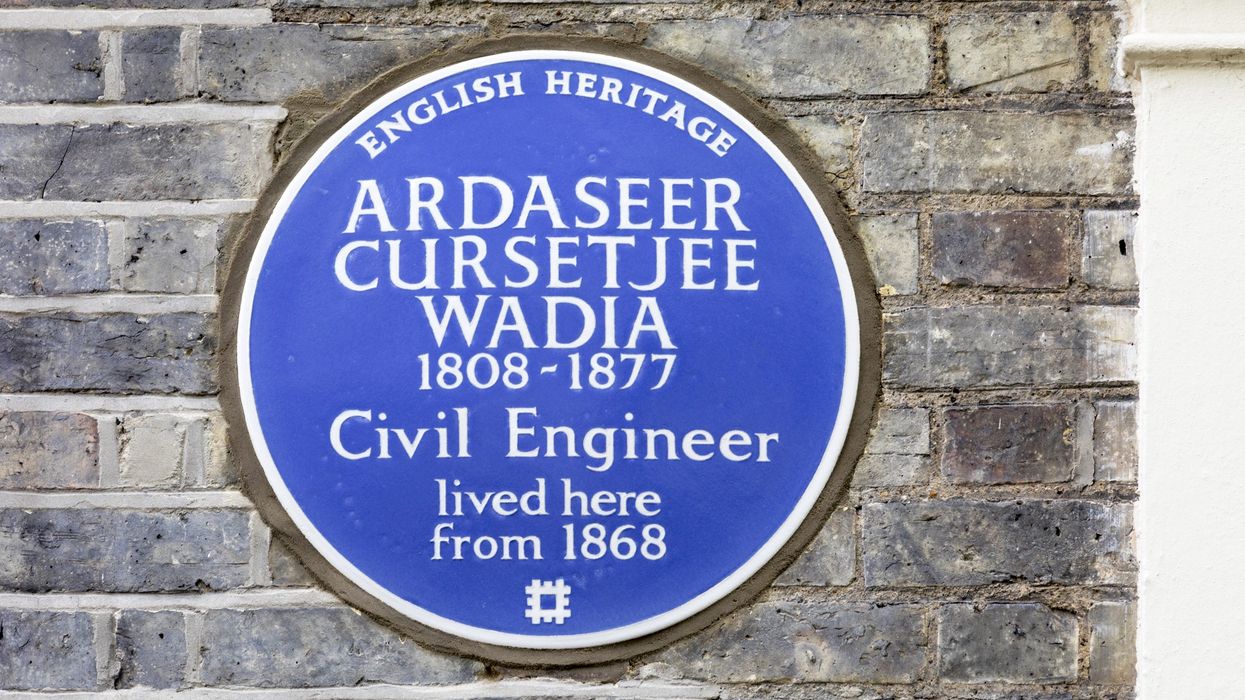 ENGLISH HERITAGE
ARDASEER
CURSETJEE
WADIA
1808-1877
Civil Engineer
lived here
from 1868